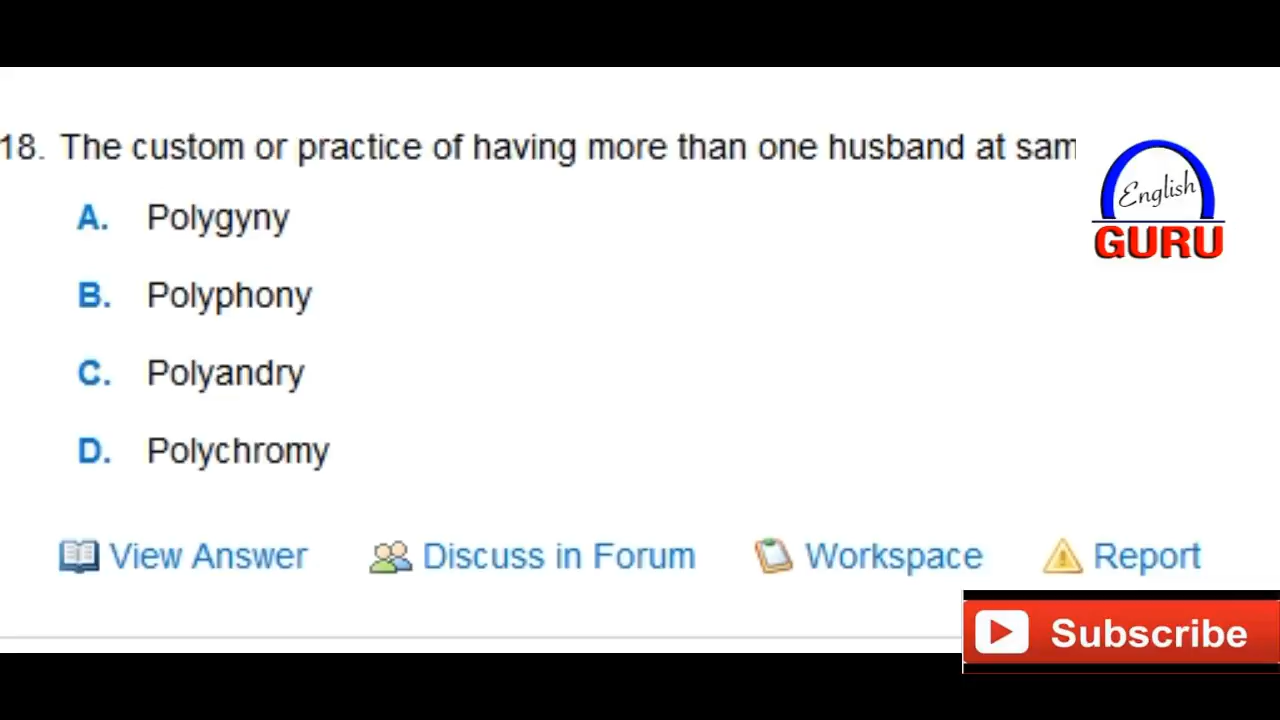 18. The custom or practice of having more than one husband at sam
English
GURU
A. Polygyny
B. Polyphony
C. Polyandry
D. Polychromy
View Answer Discuss in Forum Workspace Report
Subscribe